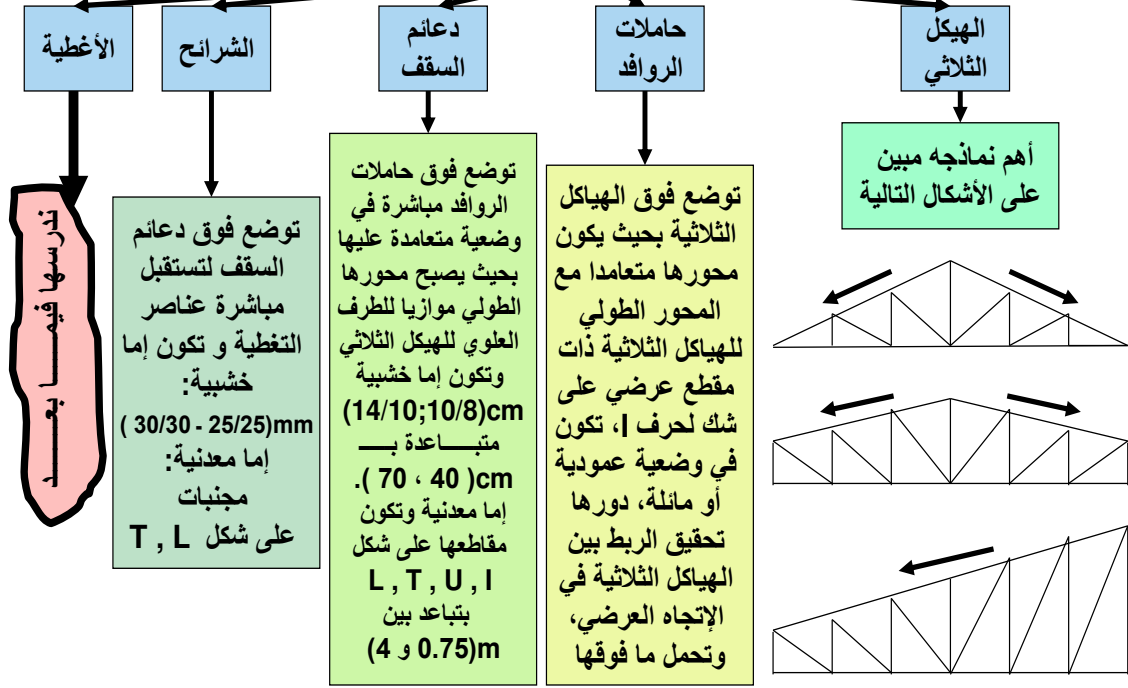 الهيكل
الثلاثي
حاملات
الروافد
دعائم
السقف
الشرائح
الأغطية
أهم نماذجه مبين
على الأشكال التالية
توضع فوق الهياكل
الثلاثية بحيث يكون
محورها متعامدا مع
المحور الطولي
للهياكل الثلاثية ذات
مقطع عرضي على
شك لحرف I، تكون
في وضعية عمودية
أو مائلة، دورها
تحقيق الربط بين
الهياكل الثلاثية في
الإتجاه العرضي،
وتحمل ما فوقها
توضع فوق حاملات
الروافد مباشرة في
وضعية متعامدة عليها
بحيث يصبح محورها
الطولي موازيا للطرف
العلوي للهيكل الثلاثي
وتكون إما خشبية
(14/10;10/8)cm
متبـــاعدة بـــ
cm( 40 ، 70 ).
إما معدنية وتكون
مقاطعها على شكل
L , T , U , I
بتباعد بين
m(0.75 و 4)
توضع فوق دعائم
السقف لتستقبل
مباشرة عناصر
التغطية و تكون إما
خشبية:
( 30/30 - 25/25)mm
إما معدنية:
مجنبات
على شكل T , L
ندرسها فيمـــــا بعـــــد